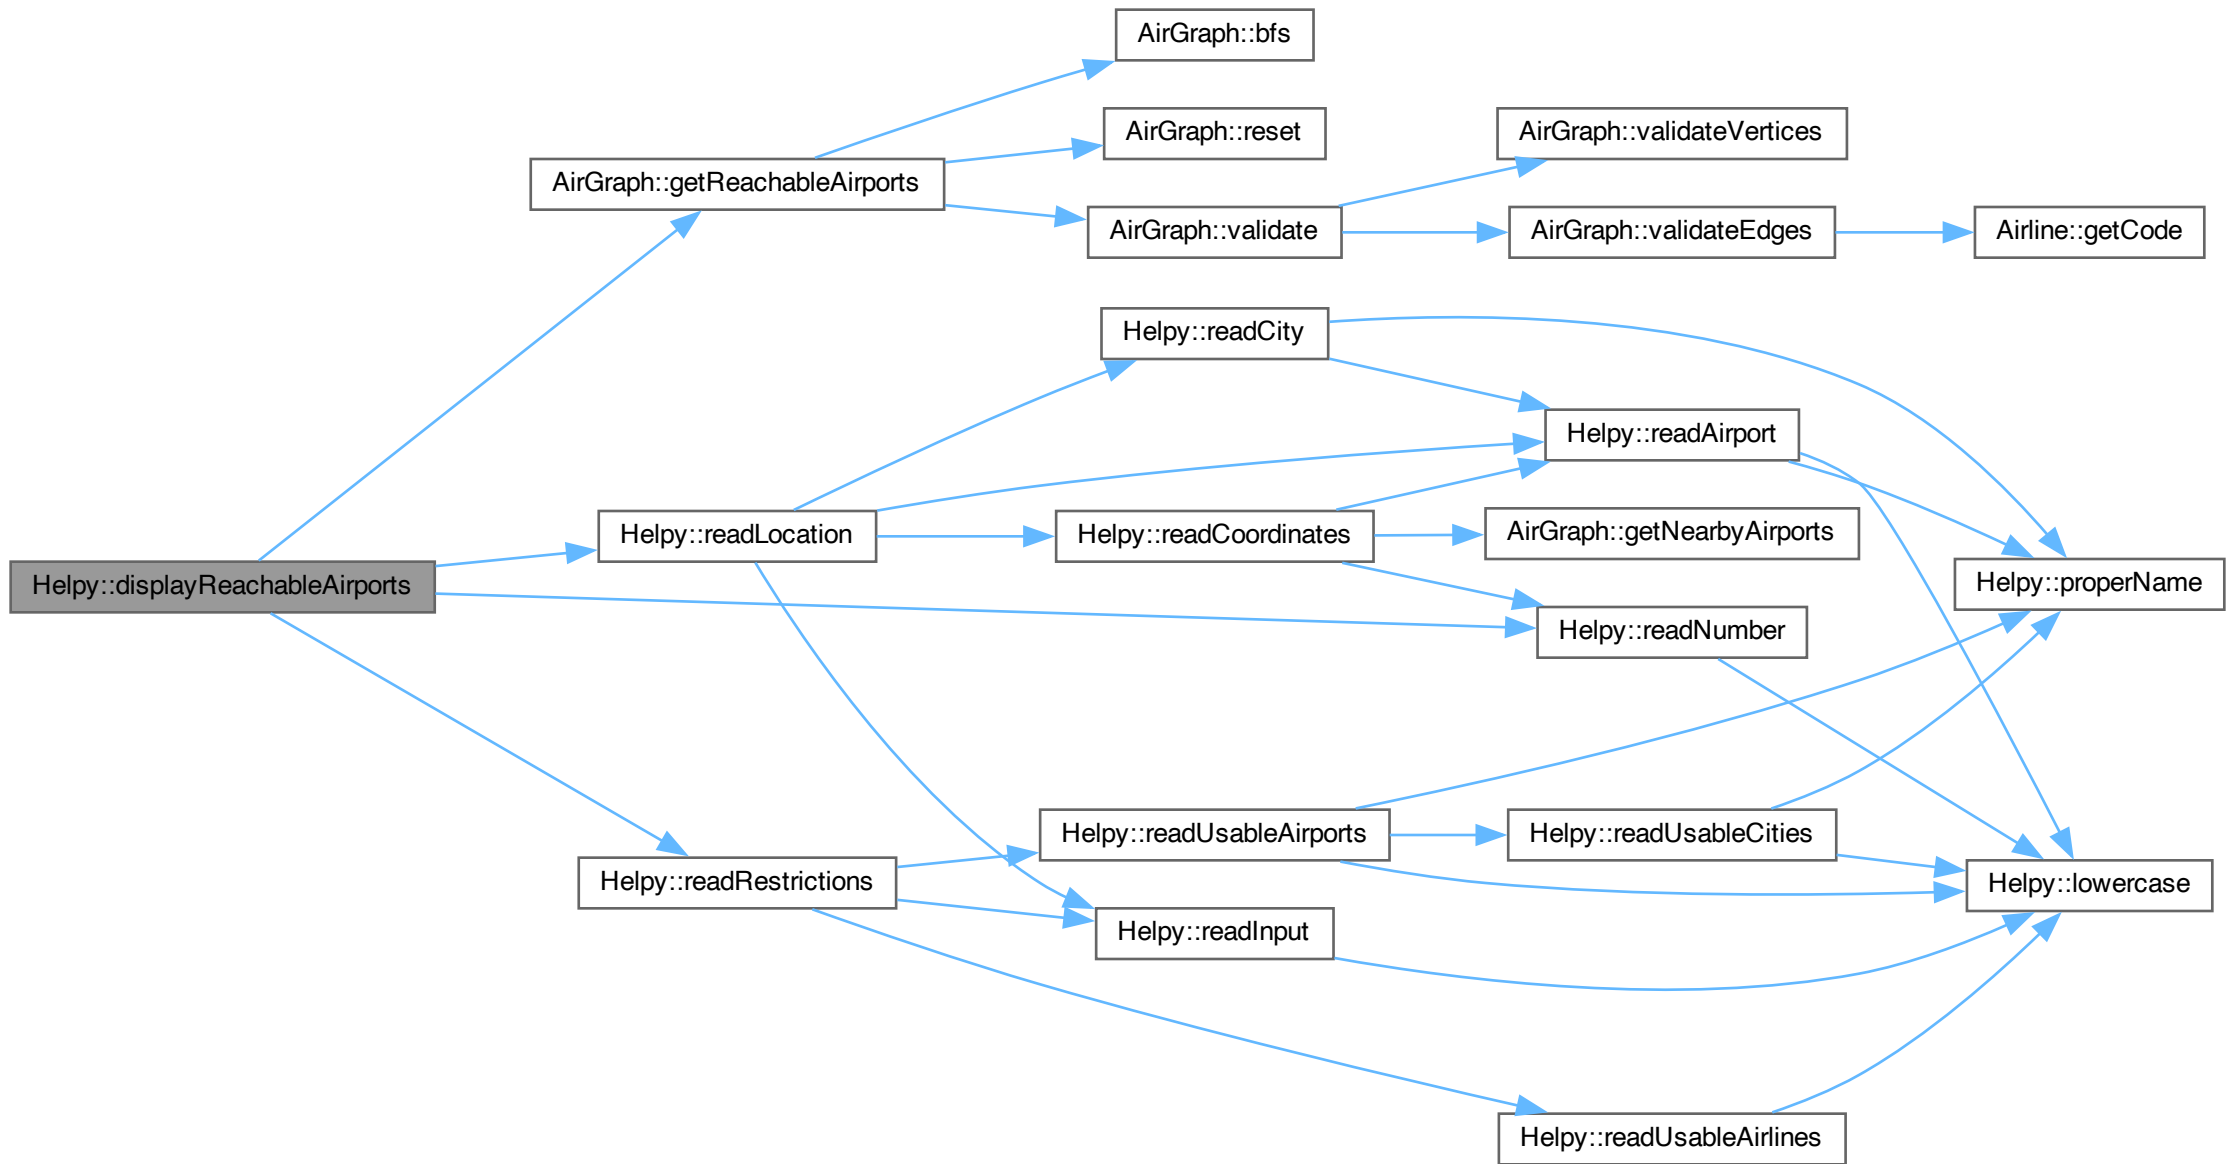 AirGraph::bfs
AirGraph::reset
AirGraph::validateVertices
AirGraph::getReachableAirports
AirGraph::validate
AirGraph::validateEdges
Airline::getCode
Helpy::readCity
Helpy::readAirport
Helpy::readLocation
Helpy::readCoordinates
AirGraph::getNearbyAirports
Helpy::displayReachableAirports
Helpy::properName
Helpy::readNumber
Helpy::readUsableAirports
Helpy::readUsableCities
Helpy::readRestrictions
Helpy::lowercase
Helpy::readInput
Helpy::readUsableAirlines